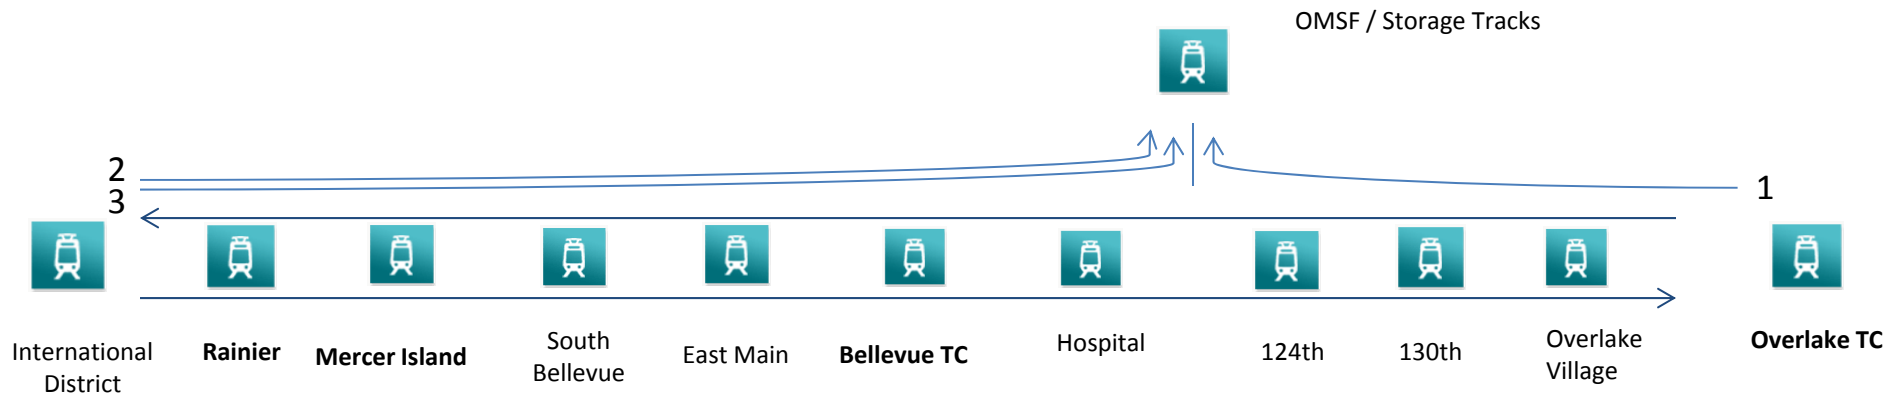 OMSF / Storage Tracks
2
3
1
International
District
Rainier
Mercer Island
South
Bellevue
East Main
Bellevue TC
Hospital
124th
130th
Overlake
Village
Overlake TC